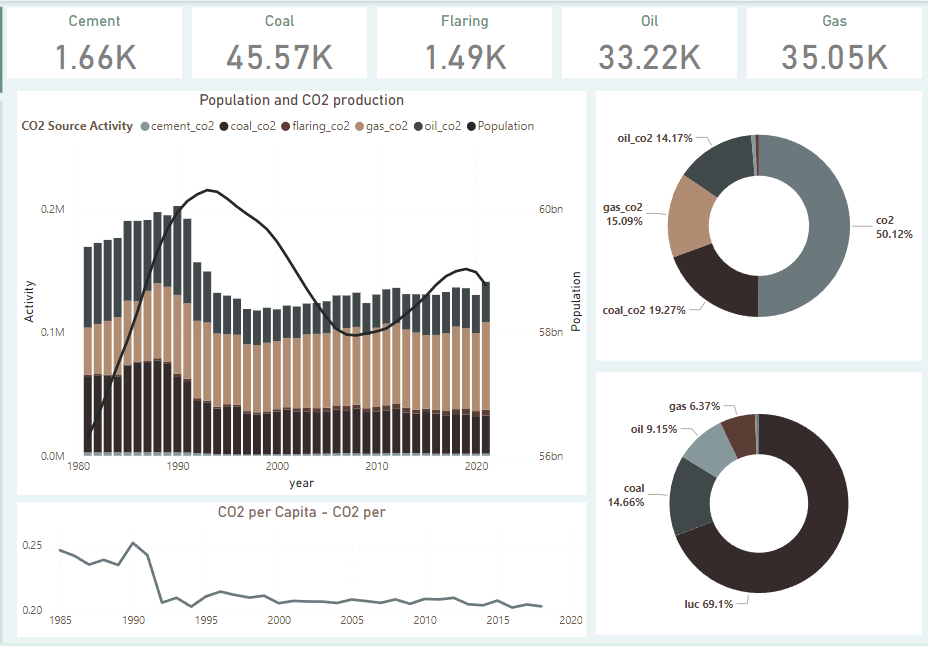 Cement
1.66K
Coal
45.57K
Flaring
1.49K
Oil
33.22K
Gas
35.05K
Population and CO2 production
CO2 Source Activity cement_co2 coal_co2 flaring_co2 gas_co2 oil_co2 Population
Activity
0.2M
0.1M
0.0M
60bn
58bn
56bn
Population
1980 1990 2000 2010 2020
year
CO2 per Capita - CO2 per
0.25
0.20
1985 1990 1995 2000 2005 2010 2015 2020
oil_co2 14.17%
gas_co2
15.09%
coal_co2 19.27%
co2
50.12%
gas 6.37%
oil 9.15%
coal
14.66%
luc 69.1%